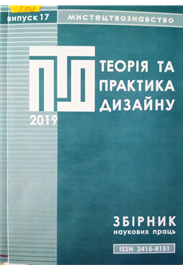 випуск 17 мистецтвознавство
ТЕОРІЯ ТА
ПРАКТИКА
ДИЗАЙНУ
2019
ЗБІРНИК
наукових праць
ISSN 2415-8151